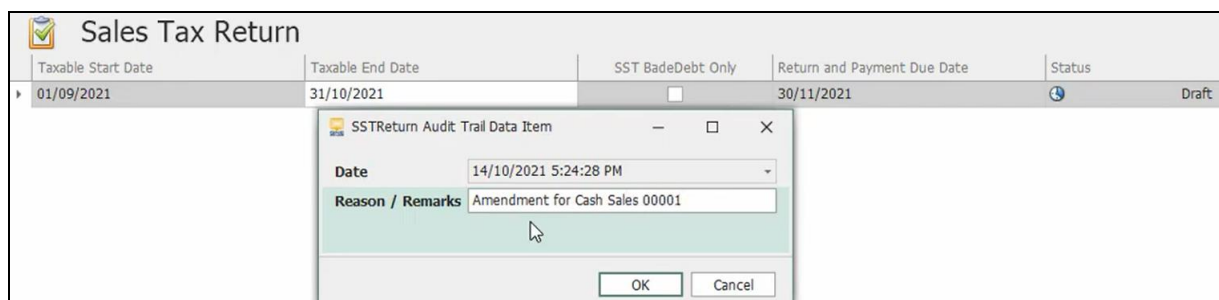 Sales Tax Return
Taxable Start Date Taxable End Date SST BadeDebt Only Return and Payment Due Date Status
01/09/2021 31/10/2021 30/11/2021 Draft
SSTReturn Audit Trail Data Item
Date 14/10/2021 5:24:28 PM
Reason / Remarks Amendment for Cash Sales 00001
OK Cancel